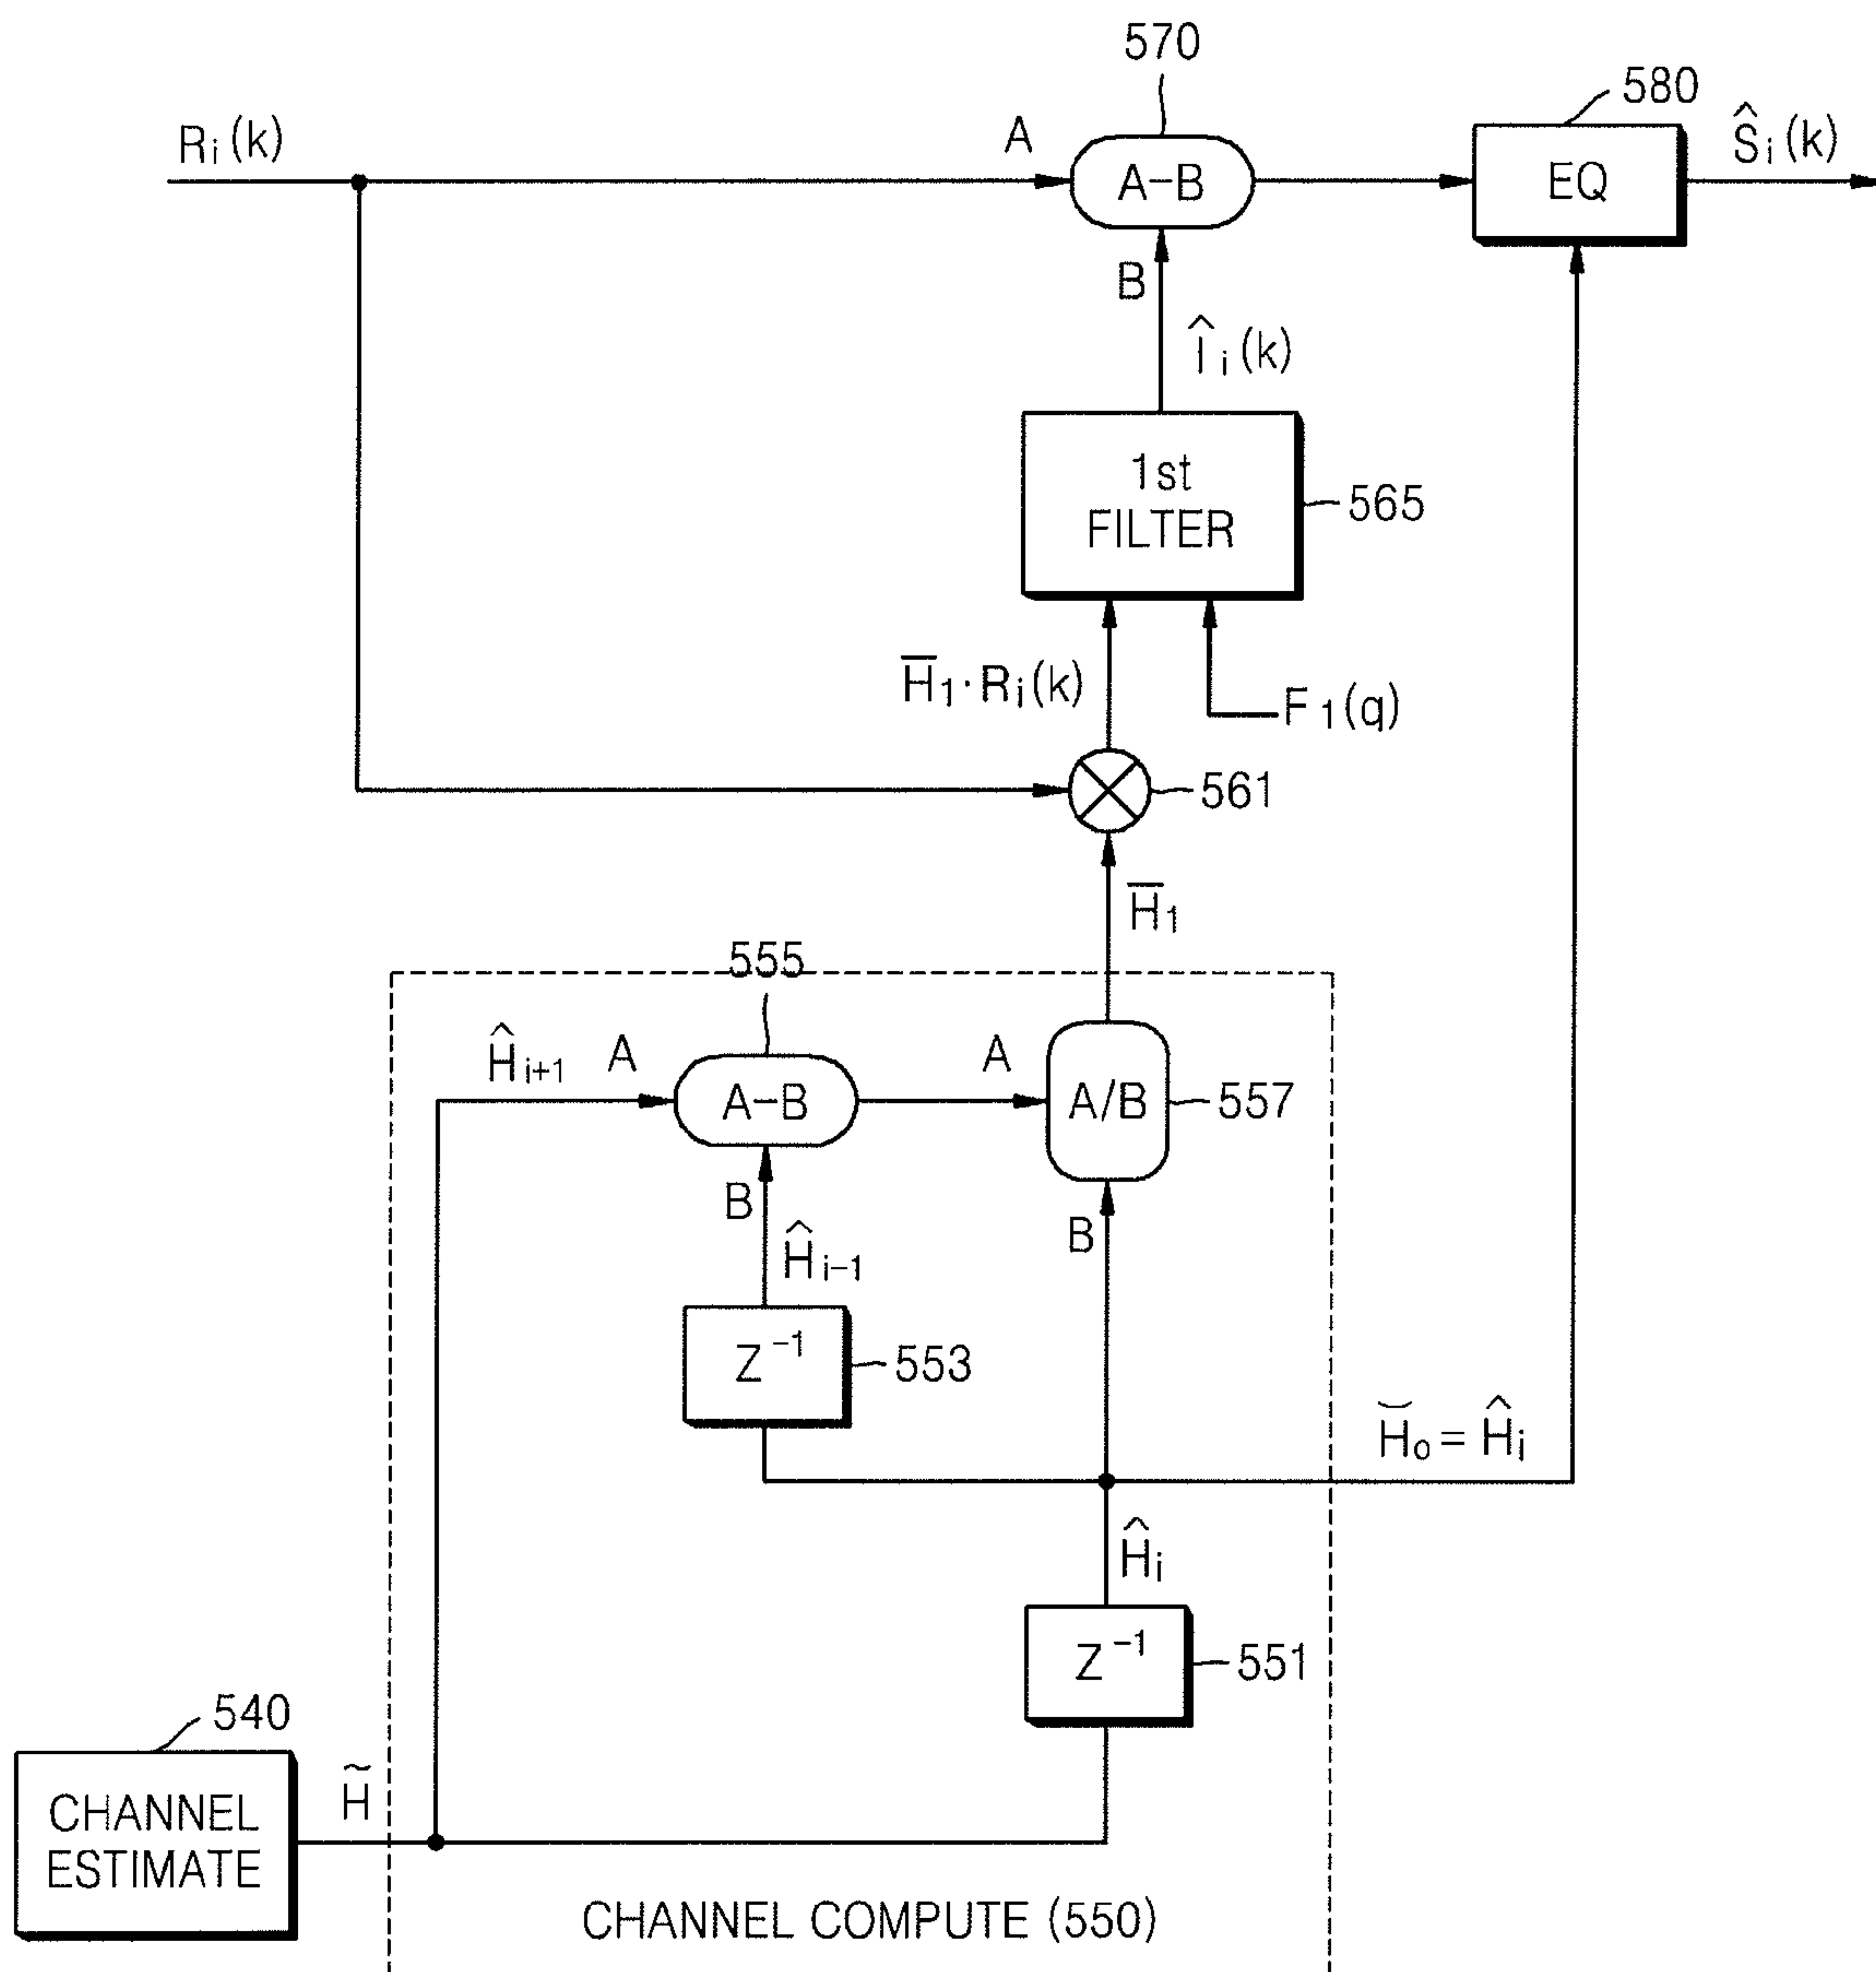 570
580
Rᵢ(k)
A
A−B
EQ
Ŝᵢ(k)
B
Îᵢ(k)
1st
FILTER
565
H̅₁·Rᵢ(k)
F₁(q)
561
H̅₁
555
Ĥᵢ₊₁
A
A
A−B
A/B
557
B
Ĥᵢ₋₁
B
Z⁻¹
553
H̆₀ = Ĥᵢ
Ĥᵢ
Z⁻¹
551
540
H̃
CHANNEL
ESTIMATE
CHANNEL COMPUTE (550)